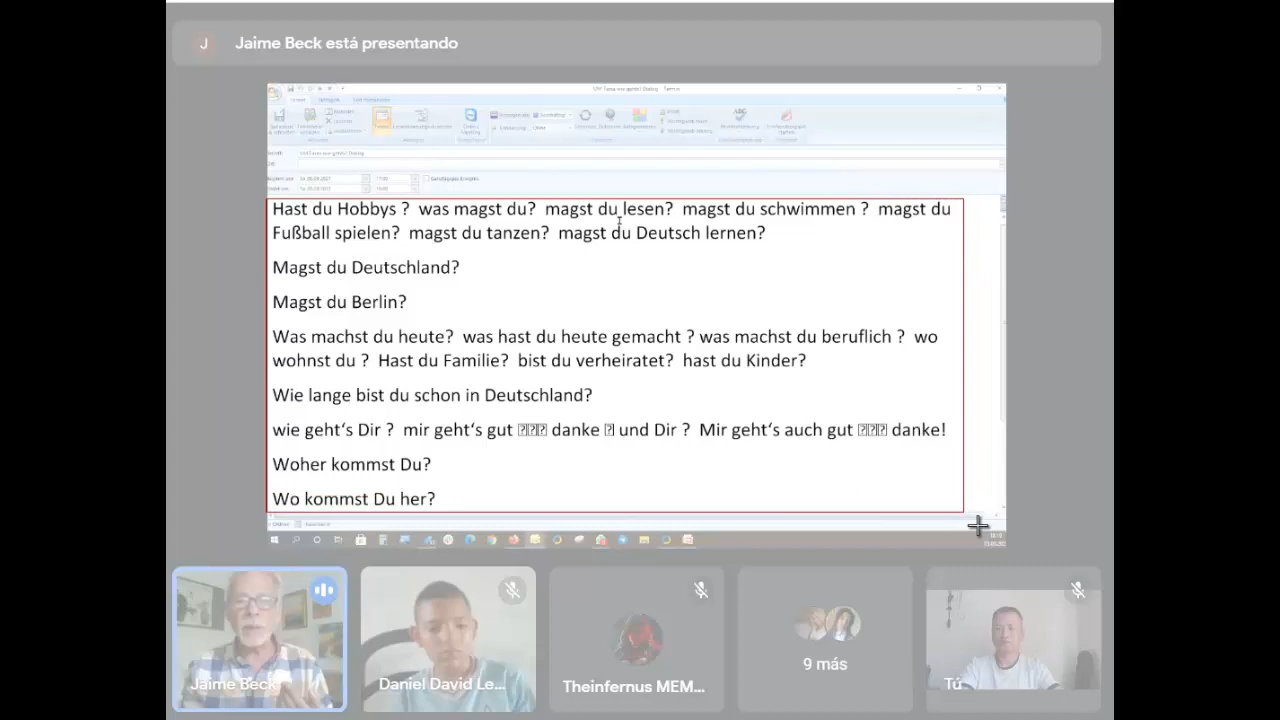 J Jaime Beck está presentando
Hast du Hobbys ? was magst du? magst du lesen? magst du schwimmen ? magst du
Fußball spielen? magst du tanzen? magst du Deutsch lernen?
Magst du Deutschland?
Magst du Berlin?
Was machst du heute? was hast du heute gemacht ? was machst du beruflich ? wo
wohnst du ? Hast du Familie? bist du verheiratet? hast du Kinder?
Wie lange bist du schon in Deutschland?
wie geht‘s Dir ? mir geht‘s gut danke und Dir ? Mir geht‘s auch gut danke!
Woher kommst Du?
Wo kommst Du her?
Jaime Beck
Daniel David Le...
Theinfernus MEM...
9 más
Tú